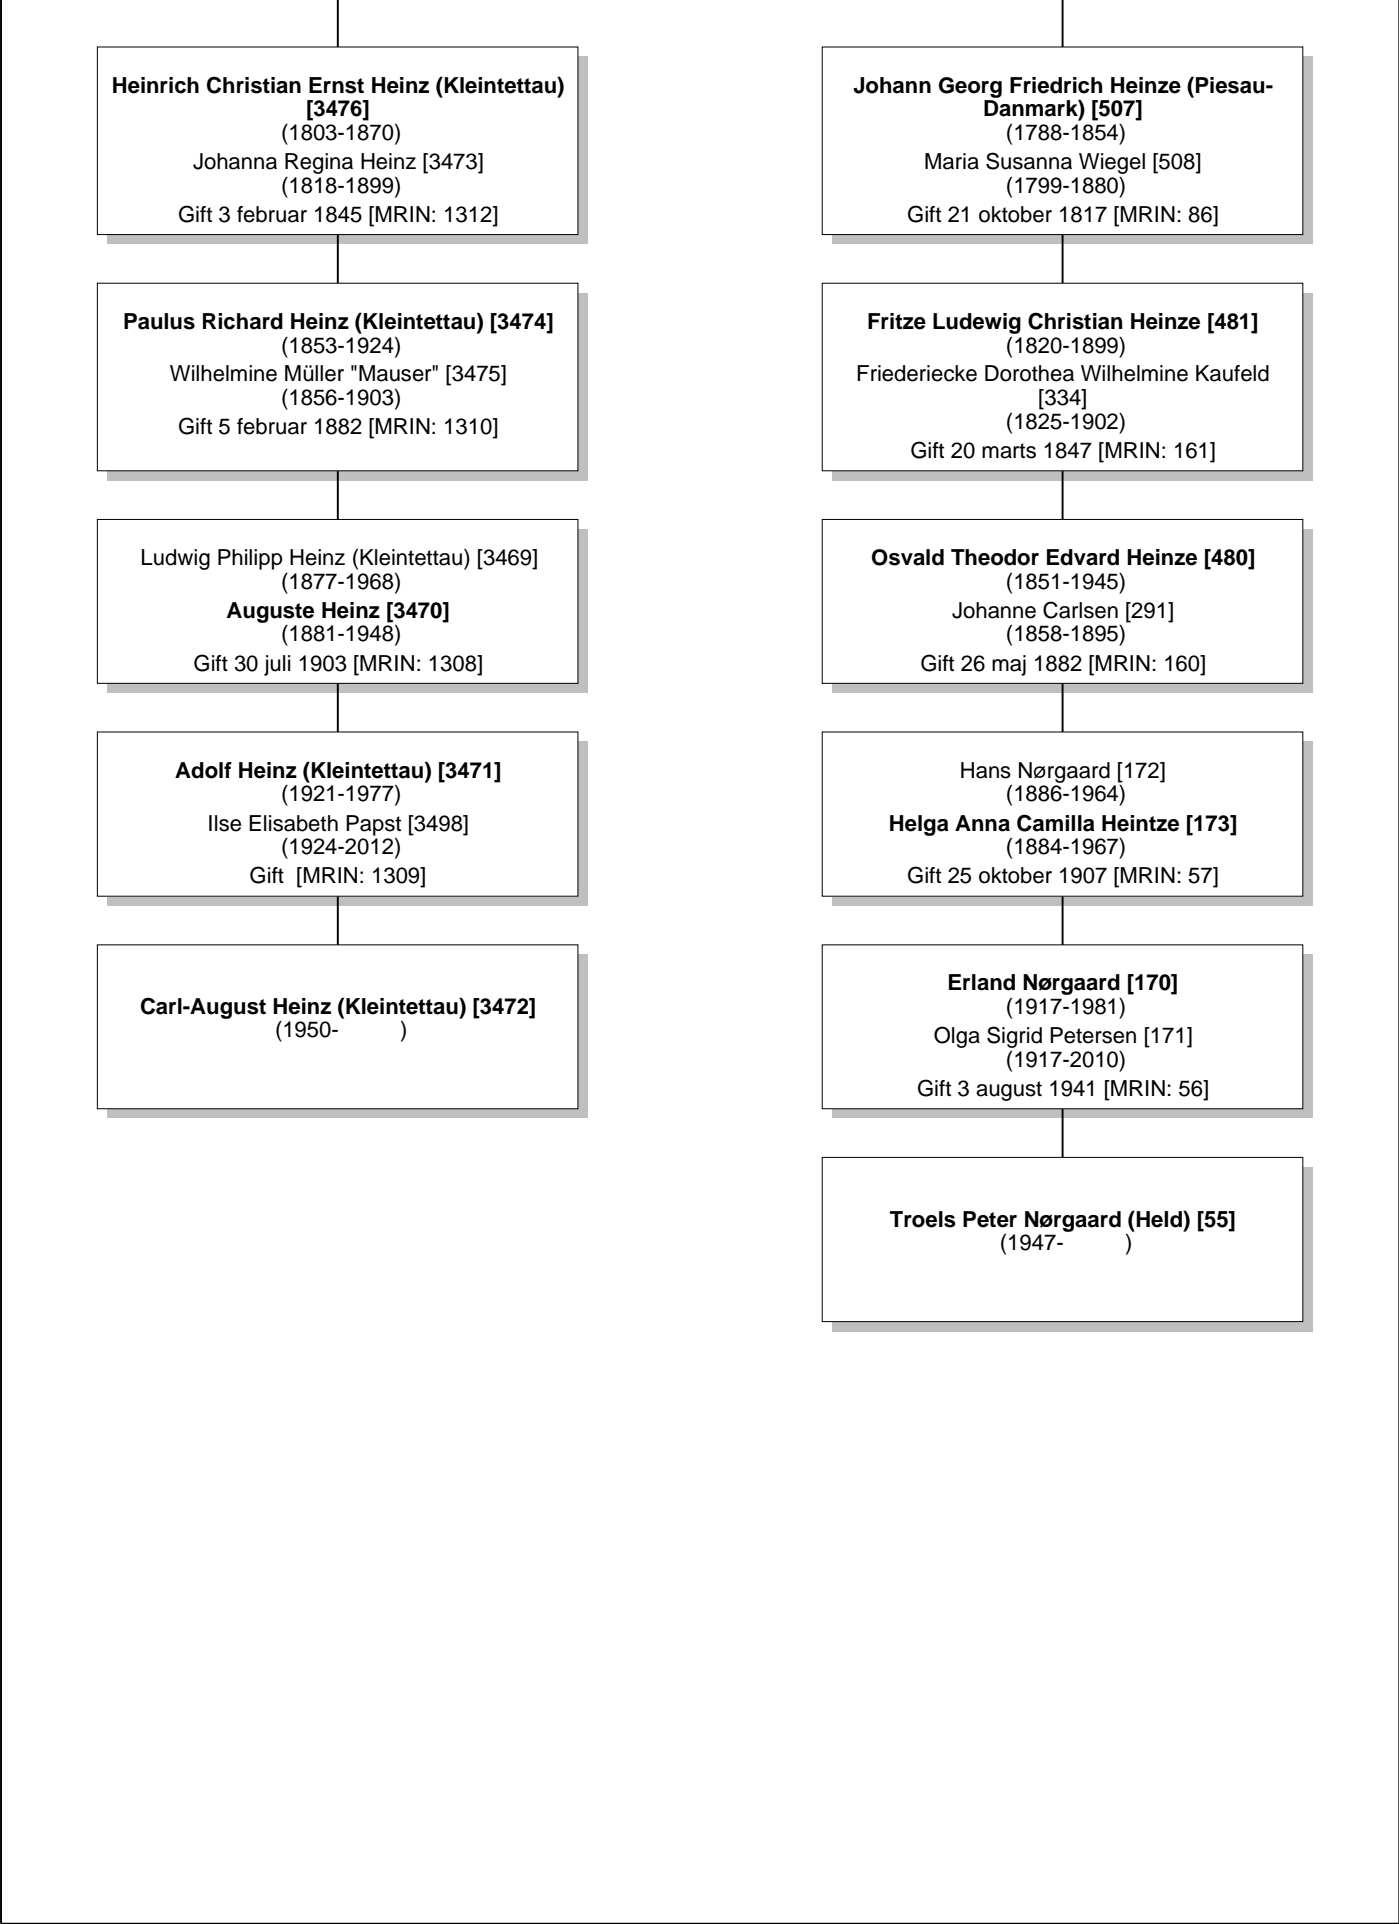 Heinrich Christian Ernst Heinz (Kleintettau)
[3476]
(1803-1870)
Johanna Regina Heinz [3473]
(1818-1899)
Gift 3 februar 1845 [MRIN: 1312]
Paulus Richard Heinz (Kleintettau) [3474]
(1853-1924)
Wilhelmine Müller "Mauser" [3475]
(1856-1903)
Gift 5 februar 1882 [MRIN: 1310]
Ludwig Philipp Heinz (Kleintettau) [3469]
(1877-1968)
Auguste Heinz [3470]
(1881-1948)
Gift 30 juli 1903 [MRIN: 1308]
Adolf Heinz (Kleintettau) [3471]
(1921-1977)
Ilse Elisabeth Papst [3498]
(1924-2012)
Gift  [MRIN: 1309]
Carl-August Heinz (Kleintettau) [3472]
(1950-          )
Johann Georg Friedrich Heinze (Piesau-
Danmark) [507]
(1788-1854)
Maria Susanna Wiegel [508]
(1799-1880)
Gift 21 oktober 1817 [MRIN: 86]
Fritze Ludewig Christian Heinze [481]
(1820-1899)
Friederiecke Dorothea Wilhelmine Kaufeld
[334]
(1825-1902)
Gift 20 marts 1847 [MRIN: 161]
Osvald Theodor Edvard Heinze [480]
(1851-1945)
Johanne Carlsen [291]
(1858-1895)
Gift 26 maj 1882 [MRIN: 160]
Hans Nørgaard [172]
(1886-1964)
Helga Anna Camilla Heintze [173]
(1884-1967)
Gift 25 oktober 1907 [MRIN: 57]
Erland Nørgaard [170]
(1917-1981)
Olga Sigrid Petersen [171]
(1917-2010)
Gift 3 august 1941 [MRIN: 56]
Troels Peter Nørgaard (Held) [55]
(1947-          )